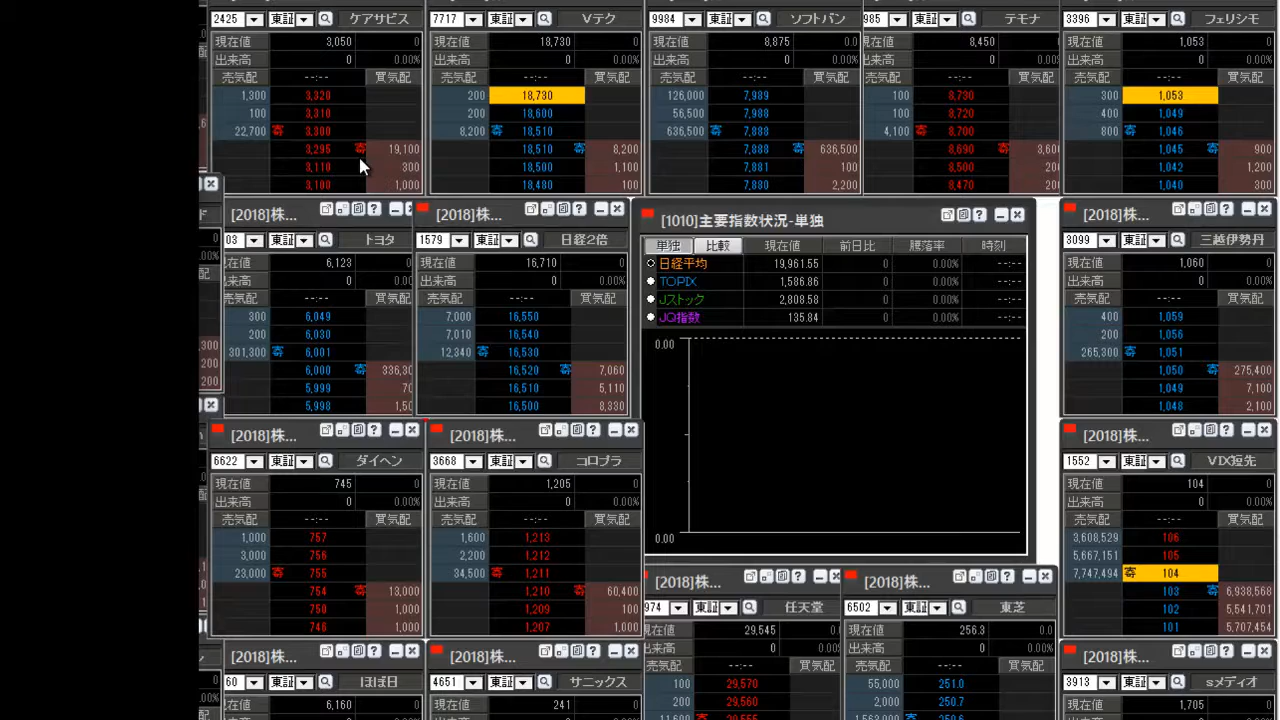 2425 東証 ケアサービス
現在値 3,050 0
出来高 0 0.00%
売気配 --:-- 買気配
1,300 3,320
100 3,310
22,700 寄 3,300
3,295 寄 19,100
3,110 300
3,100 1,000
7717 東証 Vテク
現在値 18,730 0
出来高 0 0.00%
売気配 --:-- 買気配
200 18,730
200 18,600
8,200 寄 18,510
18,510 寄 8,200
18,500 1,100
18,480 100
9984 東証 ソフトバン
現在値 8,875 0.0
出来高 0 0.00%
売気配 --:-- 買気配
126,000 7,989
56,500 7,988
636,500 寄 7,888
7,888 寄 636,500
7,881 100
7,880 2,200
985 東証 テモナ
現在値 8,450
出来高 0 0.00%
売気配 --:-- 買気配
100 8,730
100 8,720
4,100 寄 8,700
8,690 寄 3,60
8,500 20
8,470 20
3396 東証 フェリシモ
現在値 1,053 0
出来高 0 0.00%
売気配 --:-- 買気配
300 1,053
400 1,049
800 寄 1,046
1,045 寄 900
1,042 1,200
1,040 300
[2018]株...
03 東証 トヨタ
現在値 6,123
出来高 0 0.00%
売気配 --:-- 買気配
300 6,049
200 6,030
301,300 寄 6,001
6,000 寄 336,30
5,999 70
5,998 1,50
[2018]株...
1579 東証 日経2倍
現在値 16,710 0
出来高 0 0.00%
売気配 --:-- 買気配
7,000 16,550
7,010 16,540
12,340 寄 16,530
16,520 寄 7,060
16,510 5,110
16,500 8,330
[1010]主要指数状況-単独
単独 比較 現在値 前日比 騰落率 時刻
日経平均 19,961.55 0 0.00% --:--
TOPIX 1,586.86 0 0.00% --:--
Jストック 2,808.58 0 0.00% --:--
JQ指数 135.84 0 0.00% --:--
0.00
0.00
[2018]株...
3099 東証 三越伊勢丹
現在値 1,060 0
出来高 0 0.00%
売気配 --:-- 買気配
400 1,059
200 1,056
265,300 寄 1,051
1,050 寄 275,400
1,049 7,100
1,048 2,100
[2018]株...
6622 東証 ダイヘン
現在値 745 0
出来高 0 0.00%
売気配 --:-- 買気配
1,000 757
3,000 756
23,000 寄 755
754 寄 13,000
750 1,000
746 1,000
[2018]株...
3668 東証 コロプラ
現在値 1,205 0
出来高 0 0.00%
売気配 --:-- 買気配
1,600 1,213
2,200 1,212
34,500 寄 1,211
1,210 寄 60,400
1,209 100
1,207 1,000
[2018]株...
1552 東証 VIX短先
現在値 104 0
出来高 0 0.00%
売気配 --:-- 買気配
3,608,529 106
5,667,151 105
7,747,494 寄 104
103 寄 6,938,568
102 5,541,701
101 5,707,454
[2018]株...
974 東証 任天堂
現在値 29,545
出来高 0 0.00%
売気配 --:-- 買気配
100 29,570
200 29,560
[2018]株...
6502 東証 東芝
現在値 256.3 0.0
出来高 0 0.00%
売気配 --:-- 買気配
55,000 251.0
2,000 250.7
[2018]株...
60 東証 ほぼ日
現在値 6,160 0
[2018]株...
4651 東証 サニックス
現在値 241 0
[2018]株...
3913 東証 sメディオ
現在値 1,705 0